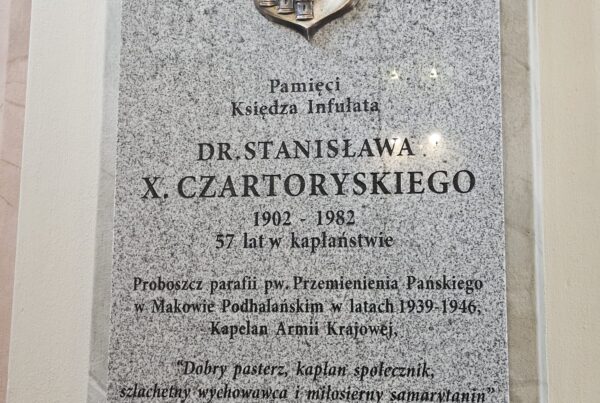 Pamięci
Księdza Infułata
DR. STANISŁAWA
X. CZARTORYSKIEGO
1902 - 1982
57 lat w kapłaństwie
Proboszcz parafii pw. Przemienienia Pańskiego
w Makowie Podhalańskim w latach 1939-1946,
Kapelan Armii Krajowej,
"Dobry pasterz, kapłan społecznik,
szlachetny wychowawca i miłosierny samarytanin"